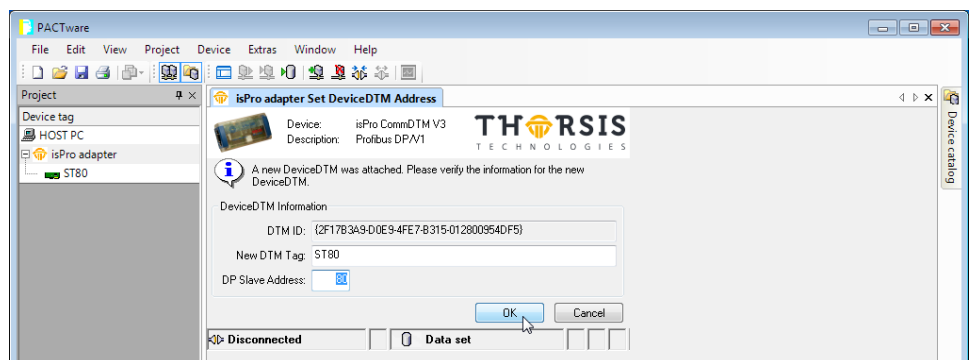 PACTware
File Edit View Project Device Extras Window Help
Project
isPro adapter Set DeviceDTM Address
Device tag
HOST PC
isPro adapter
ST80
Device: isPro CommDTM V3
Description: Profibus DP/V1
THORSIS
TECHNOLOGIES
A new DeviceDTM was attached. Please verify the information for the new
DeviceDTM.
DeviceDTM Information
DTM ID: {2F17B3A9-D0E9-4FE7-B315-012800954DF5}
New DTM Tag: ST80
DP Slave Address: 80
OK Cancel
Disconnected Data set
Device catalog